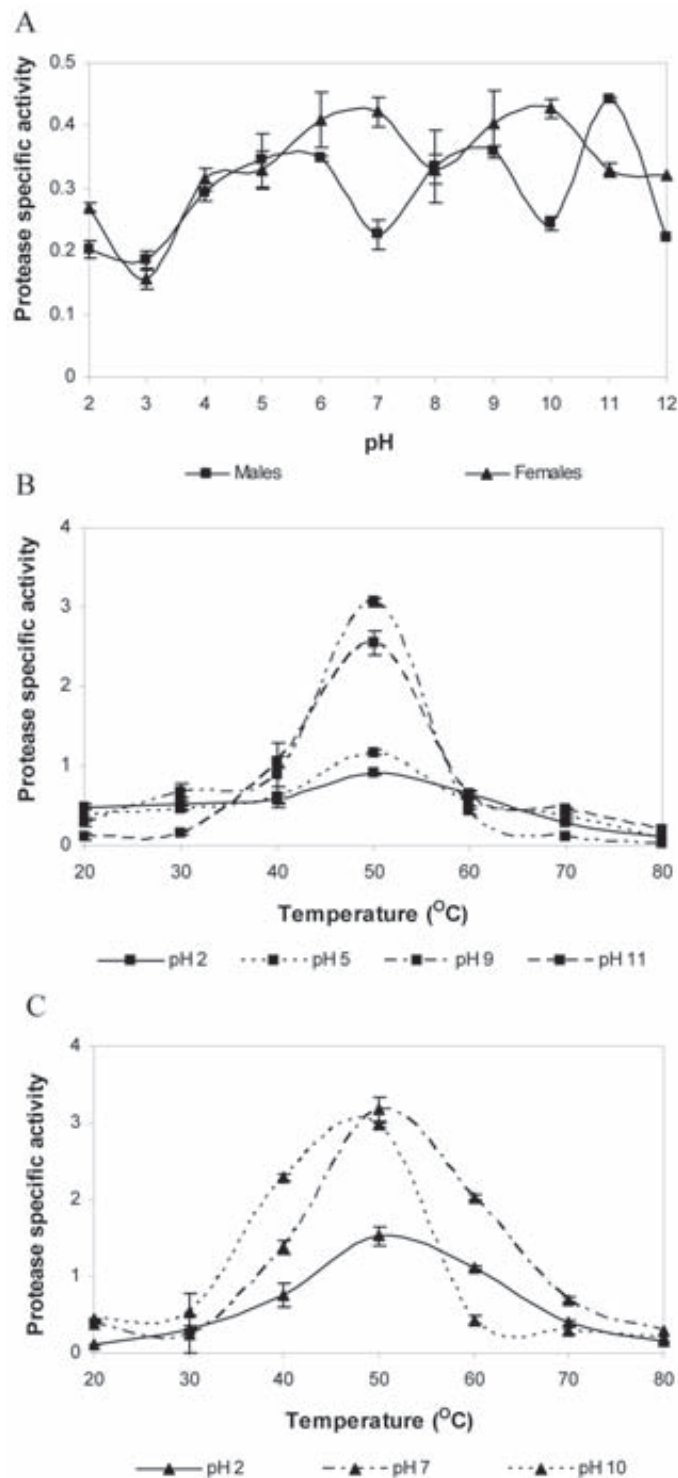 A
Protease specific activity
0.5
0.4
0.3
0.2
0.1
0
2 3 4 5 6 7 8 9 10 11 12
pH
Males Females
B
Protease specific activity
4
3
2
1
0
20 30 40 50 60 70 80
Temperature (OC)
pH 2 pH 5 pH 9 pH 11
C
Protease specific activity
4
3
2
1
0
20 30 40 50 60 70 80
Temperature (OC)
pH 2 pH 7 pH 10